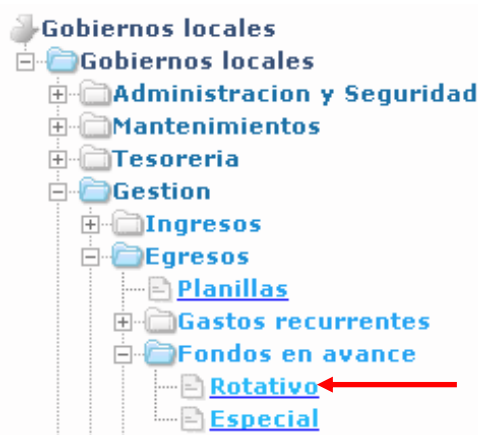 Gobiernos locales
Gobiernos locales
Administracion y Seguridad
Mantenimientos
Tesoreria
Gestion
Ingresos
Egresos
Planillas
Gastos recurrentes
Fondos en avance
Rotativo
Especial